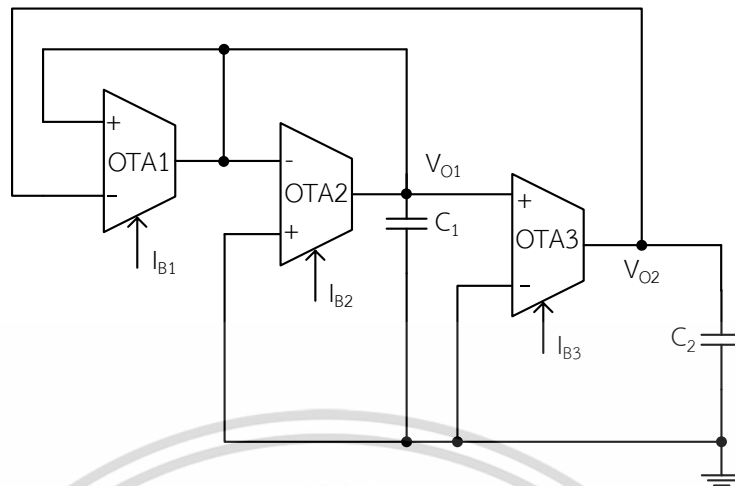 +
OTA1
−
I_B1
-
OTA2
+
I_B2
V_O1
C_1
+
OTA3
−
I_B3
V_O2
C_2